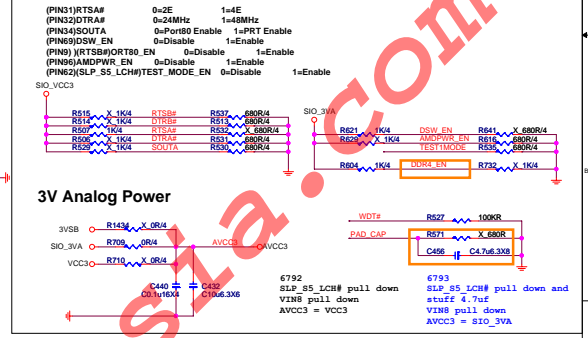 (PIN31)RTSA# 0=2E 1=4E
(PIN32)DTRA# 0=24MHz 1=48MHz
(PIN34)SOUTA 0=Port80 Enable 1=PRT Enable
(PIN69)DSW_EN 0=Disable 1=Enable
(PIN9) )(RTSB#)ORT80_EN 0=Disable 1=Enable
(PIN96)AMDPWR_EN 0=Disable 1=Enable
(PIN62)(SLP_S5_LCH#)TEST_MODE_EN 0=Disable 1=Enable
SIO_VCC3
R515 X_1K/4 RTSB# R537 680R/4
R514 X_1K/4 DTRB# R513 680R/4
R507 1K/4 RTSA# R532 X_680R/4
R506 X_1K/4 DTRA# R531 680R/4
R529 X_1K/4 SOUTA R530 680R/4
SIO_3VA
R621 1K/4 DSW_EN R641 X_680R/4
R629 X_1K/4 AMDPWR_EN R616 680R/4
TEST1MODE R535 680R/4
R604 1K/4 DDR4_EN R732 X_1K/4
3V Analog Power
3VSB R1434 X_0R/4
SIO_3VA R709 0R/4 AVCC3 AVCC3
VCC3 R710 X_0R/4
C440 C432
C0.1u16X4 C10u6.3X6
WDT# R527 100KR
PAD_CAP R571 X_680R
C456 C4.7u6.3X8
6792
SLP_S5_LCH# pull down
VIN8 pull down
AVCC3 = VCC3
6793
SLP_S5_LCH# pull down and
stuff 4.7uf
VIN8 pull down
AVCC3 = SIO_3VA
sia.com
B